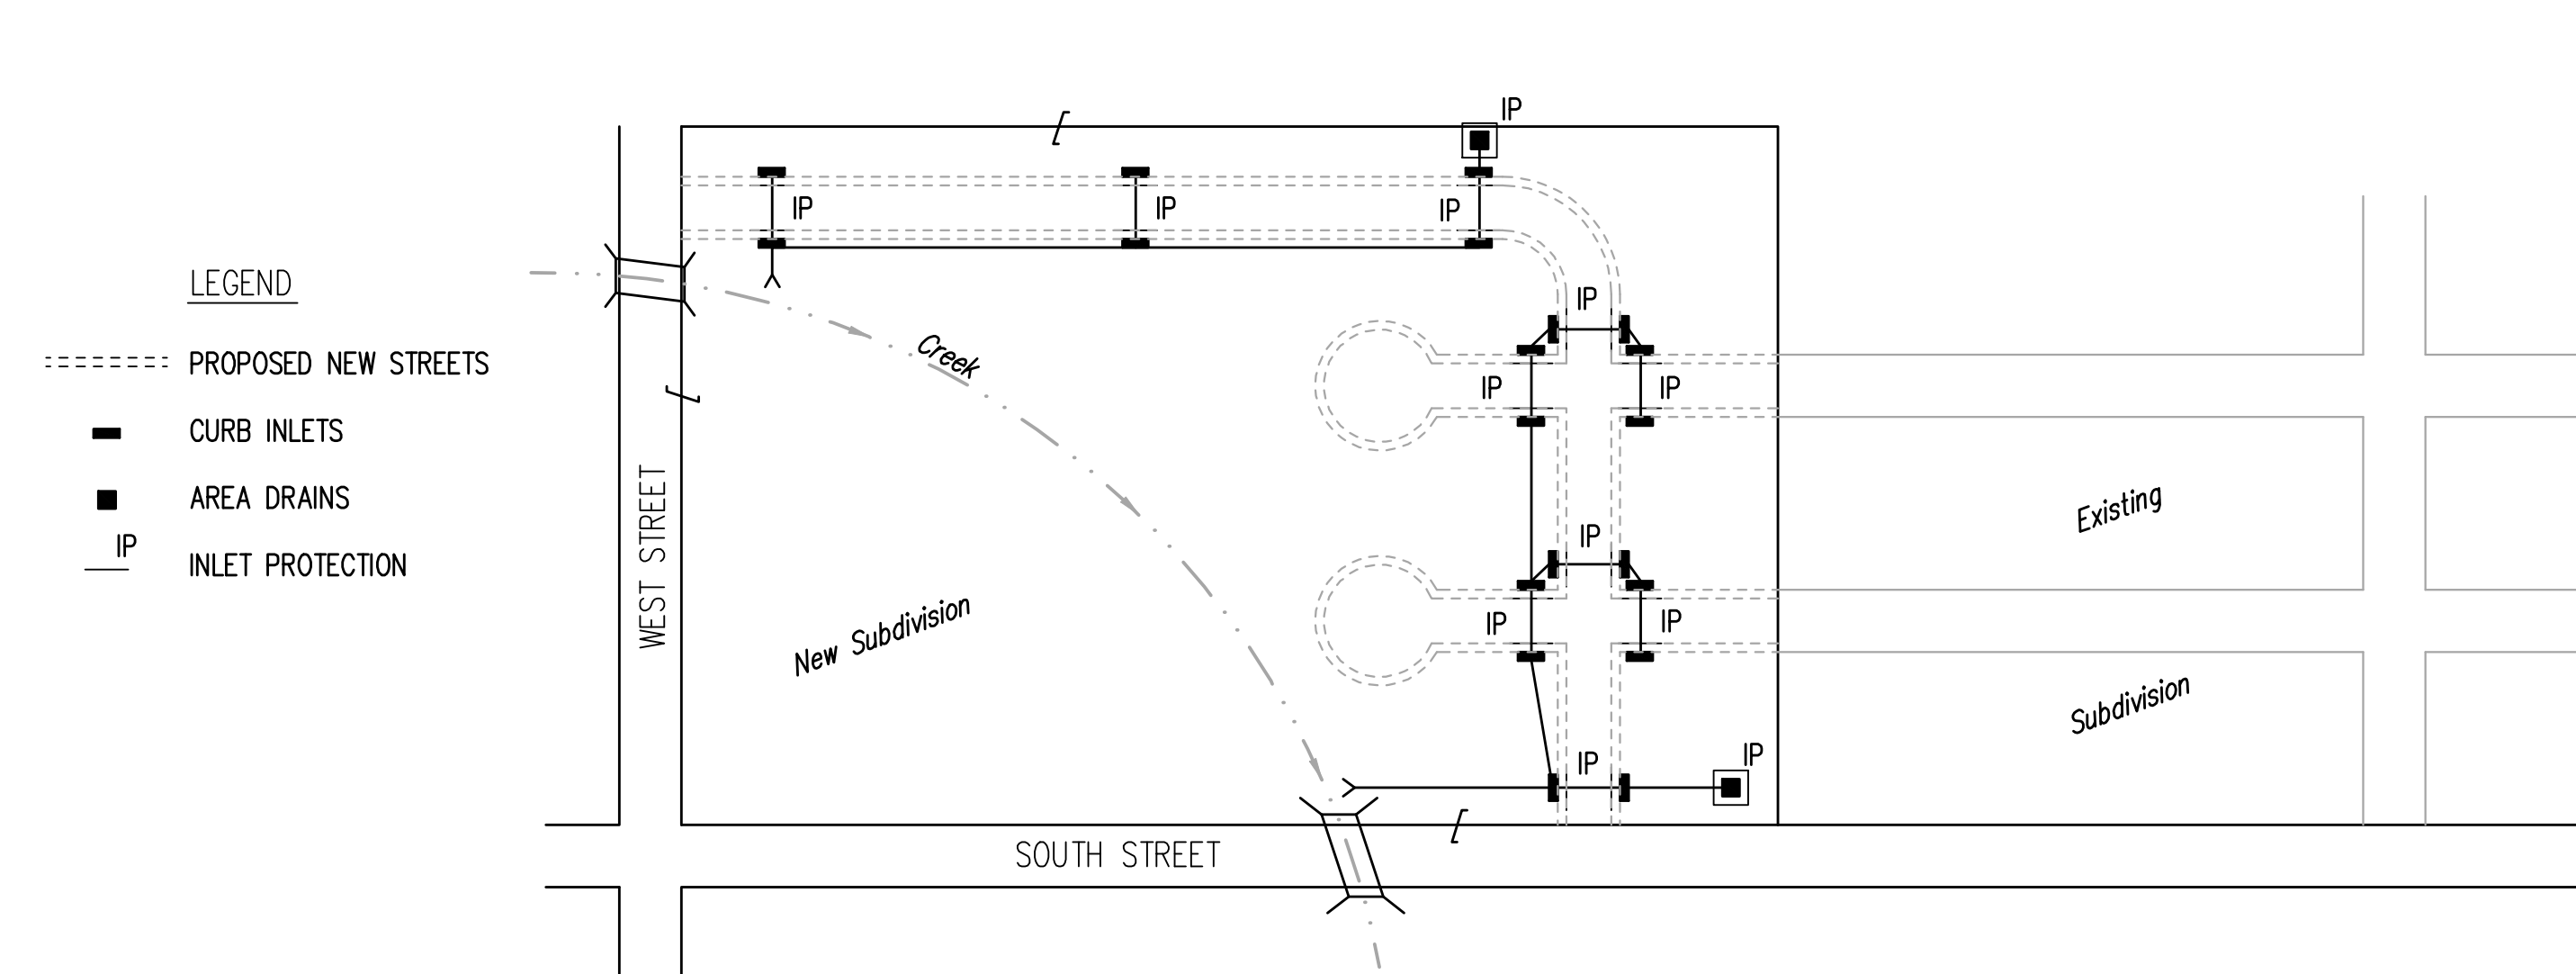 IP
IP
IP
IP
LEGEND
IP
PROPOSED NEW STREETS
Creek
IP
IP
CURB INLETS
AREA DRAINS
Existing
IP
IP
INLET PROTECTION
WEST STREET
New Subdivision
IP
IP
Subdivision
IP
IP
SOUTH STREET